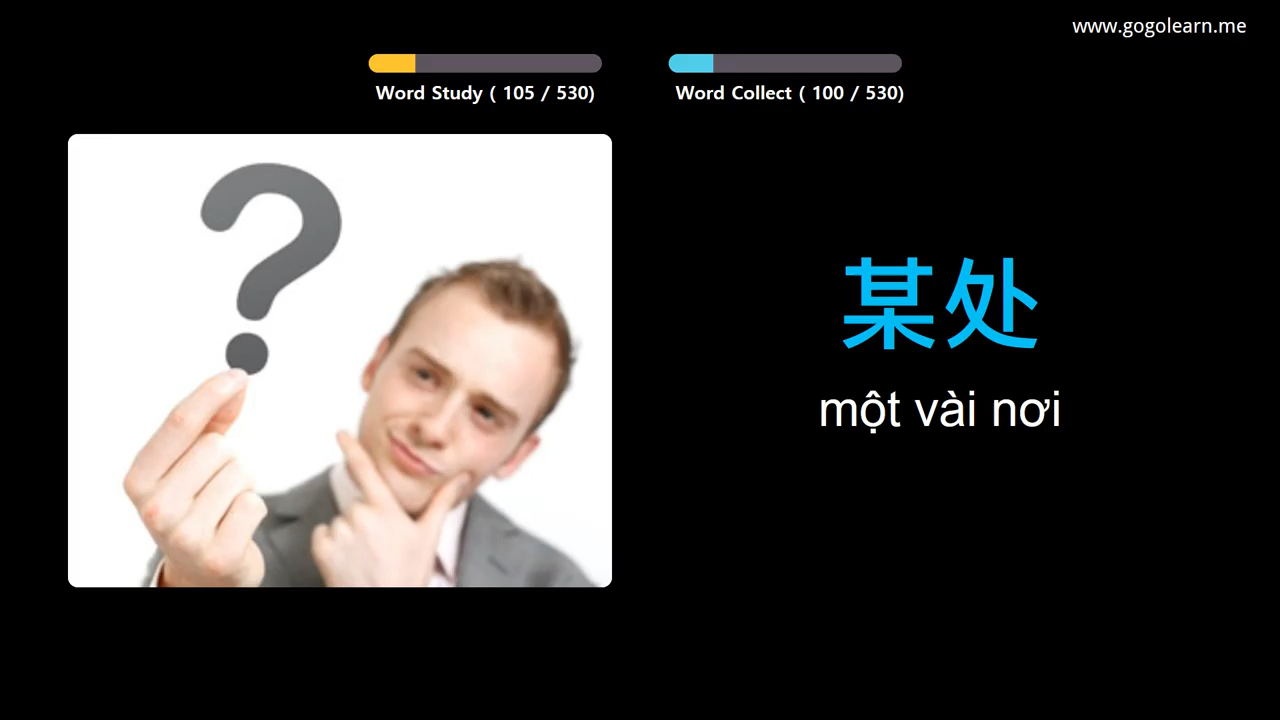 www.gogolearn.me
Word Study ( 105 / 530)
Word Collect ( 100 / 530)
?
某处
một vài nơi